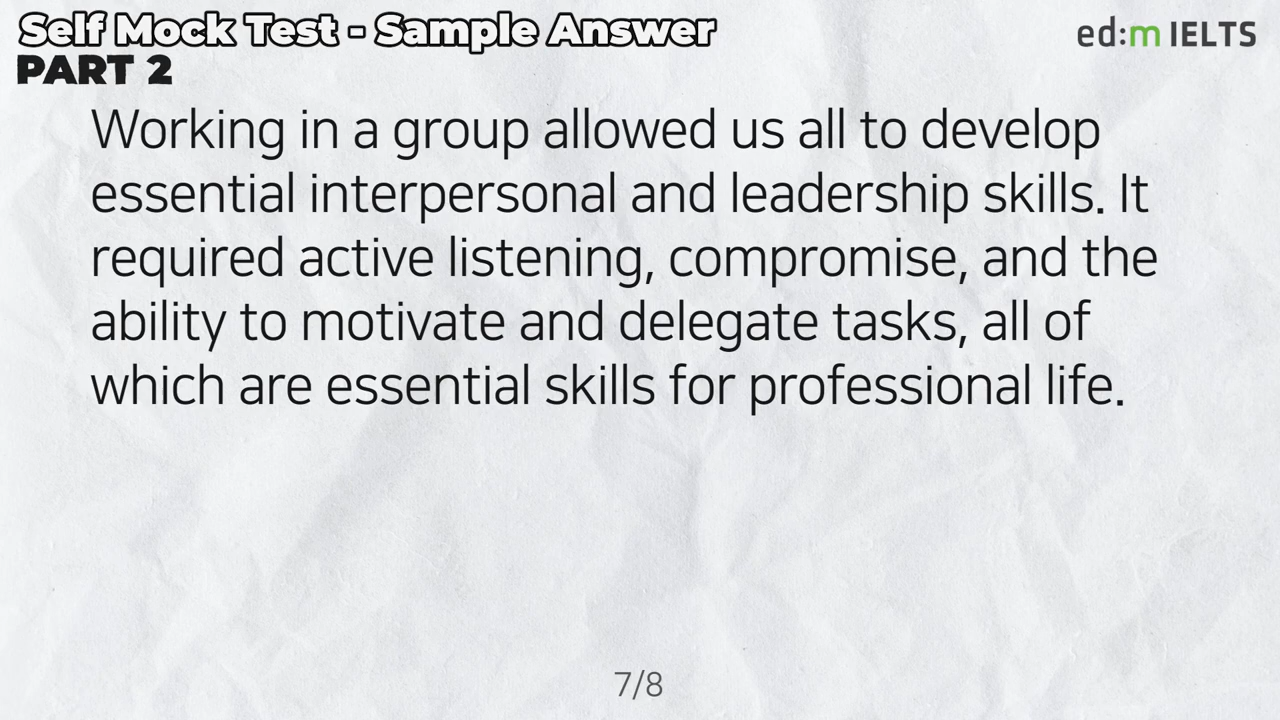 Self Mock Test - Sample Answer
ed:m IELTS
PART 2
Working in a group allowed us all to develop
essential interpersonal and leadership skills. It
required active listening, compromise, and the
ability to motivate and delegate tasks, all of
which are essential skills for professional life.
7/8